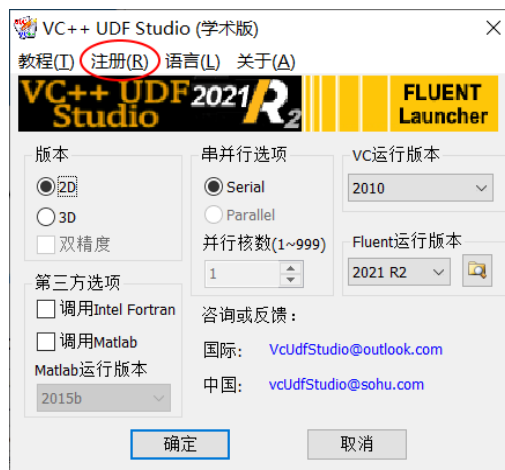 VC++ UDF Studio (学术版)
教程(T) 注册(R) 语言(L) 关于(A)
VC++ UDF Studio 2021 R2 FLUENT Launcher
版本
2D
3D
双精度
串并行选项
Serial
Parallel
并行核数(1~999)
1
VC运行版本
2010
Fluent运行版本
2021 R2
第三方选项
调用Intel Fortran
调用Matlab
Matlab运行版本
2015b
咨询或反馈：
国际: VcUdfStudio@outlook.com
中国: vcUdfStudio@sohu.com
确定 取消